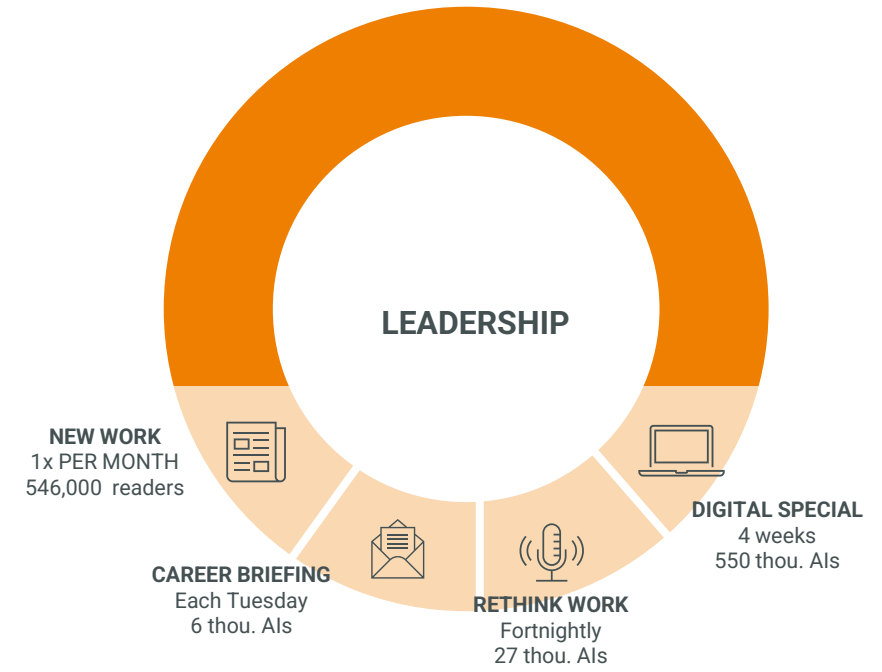 LEADERSHIP
NEW WORK
1x PER MONTH
546,000 readers
CAREER BRIEFING
Each Tuesday
6 thou. AIs
RETHINK WORK
Fortnightly
27 thou. AIs
DIGITAL SPECIAL
4 weeks
550 thou. AIs